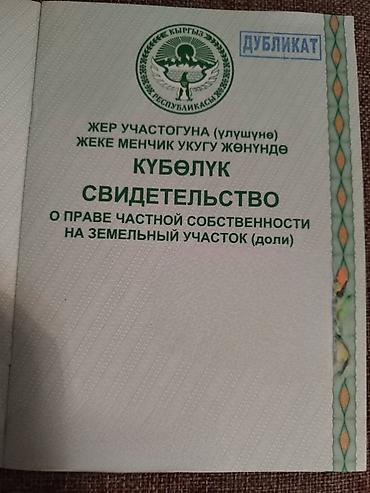 ДУБЛИКАТ
КЫРГЫЗ
РЕСПУБЛИКАСЫ
ЖЕР УЧАСТОГУНА (үлүшүнө)
ЖЕКЕ МЕНЧИК УКУГУ ЖӨНҮНДӨ
КҮБӨЛҮК
СВИДЕТЕЛЬСТВО
О ПРАВЕ ЧАСТНОЙ СОБСТВЕННОСТИ
НА ЗЕМЕЛЬНЫЙ УЧАСТОК (доли)